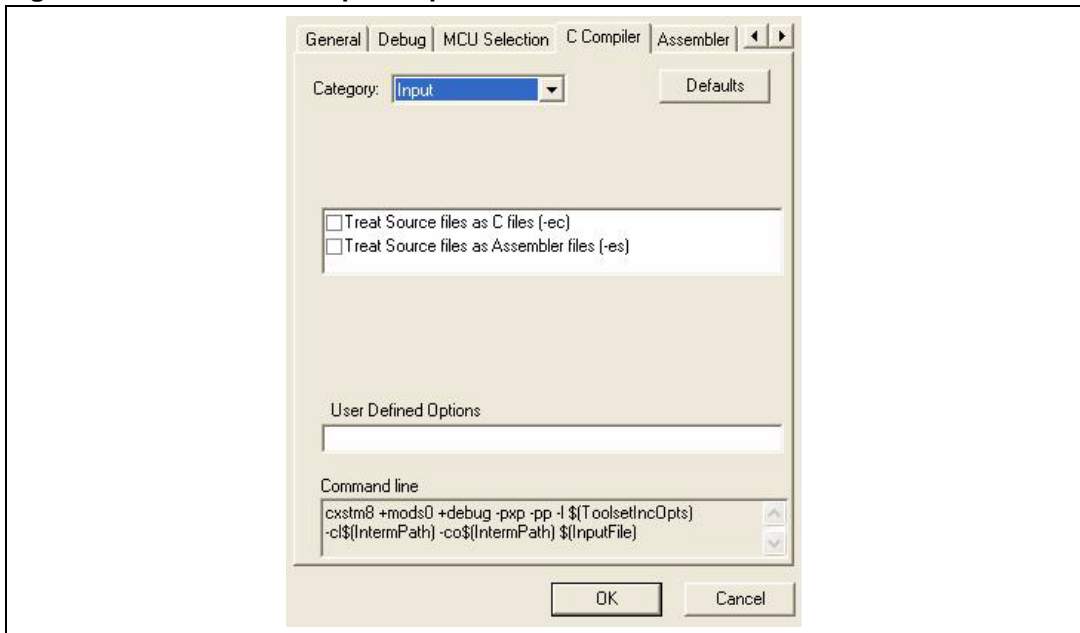 General Debug MCU Selection C Compiler Assembler
Category: Input Defaults
Treat Source files as C files (-ec)
Treat Source files as Assembler files (-es)
User Defined Options
Command line
cxstm8 +mods0 +debug -pxp -pp -l $(ToolsetIncOpts)
-cl$(IntermPath) -co$(IntermPath) $(InputFile)
OK Cancel